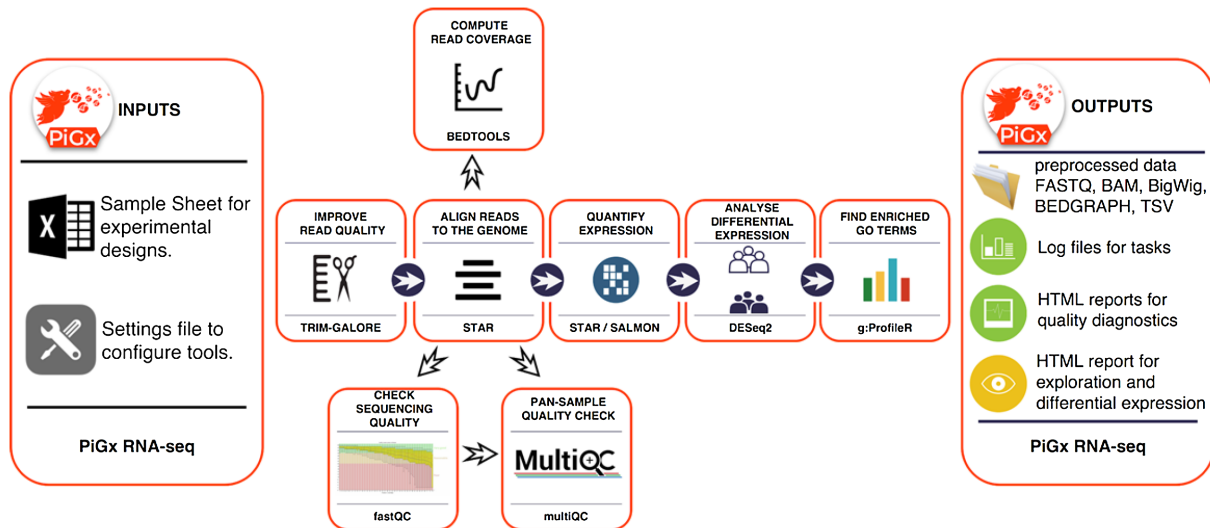 PiGx
INPUTS
X
Sample Sheet for
experimental
designs.
Settings file to
configure tools.
PiGx RNA-seq
COMPUTE
READ COVERAGE
BEDTOOLS
IMPROVE
READ QUALITY
TRIM-GALORE
ALIGN READS
TO THE GENOME
STAR
QUANTIFY
EXPRESSION
STAR / SALMON
ANALYSE
DIFFERENTIAL
EXPRESSION
DESeq2
FIND ENRICHED
GO TERMS
g:ProfileR
CHECK
SEQUENCING
QUALITY
fastQC
PAN-SAMPLE
QUALITY CHECK
MultiQC
multiQC
PiGx
OUTPUTS
preprocessed data
FASTQ, BAM, BigWig,
BEDGRAPH, TSV
Log files for tasks
HTML reports for
quality diagnostics
HTML report for
exploration and
differential expression
PiGx RNA-seq